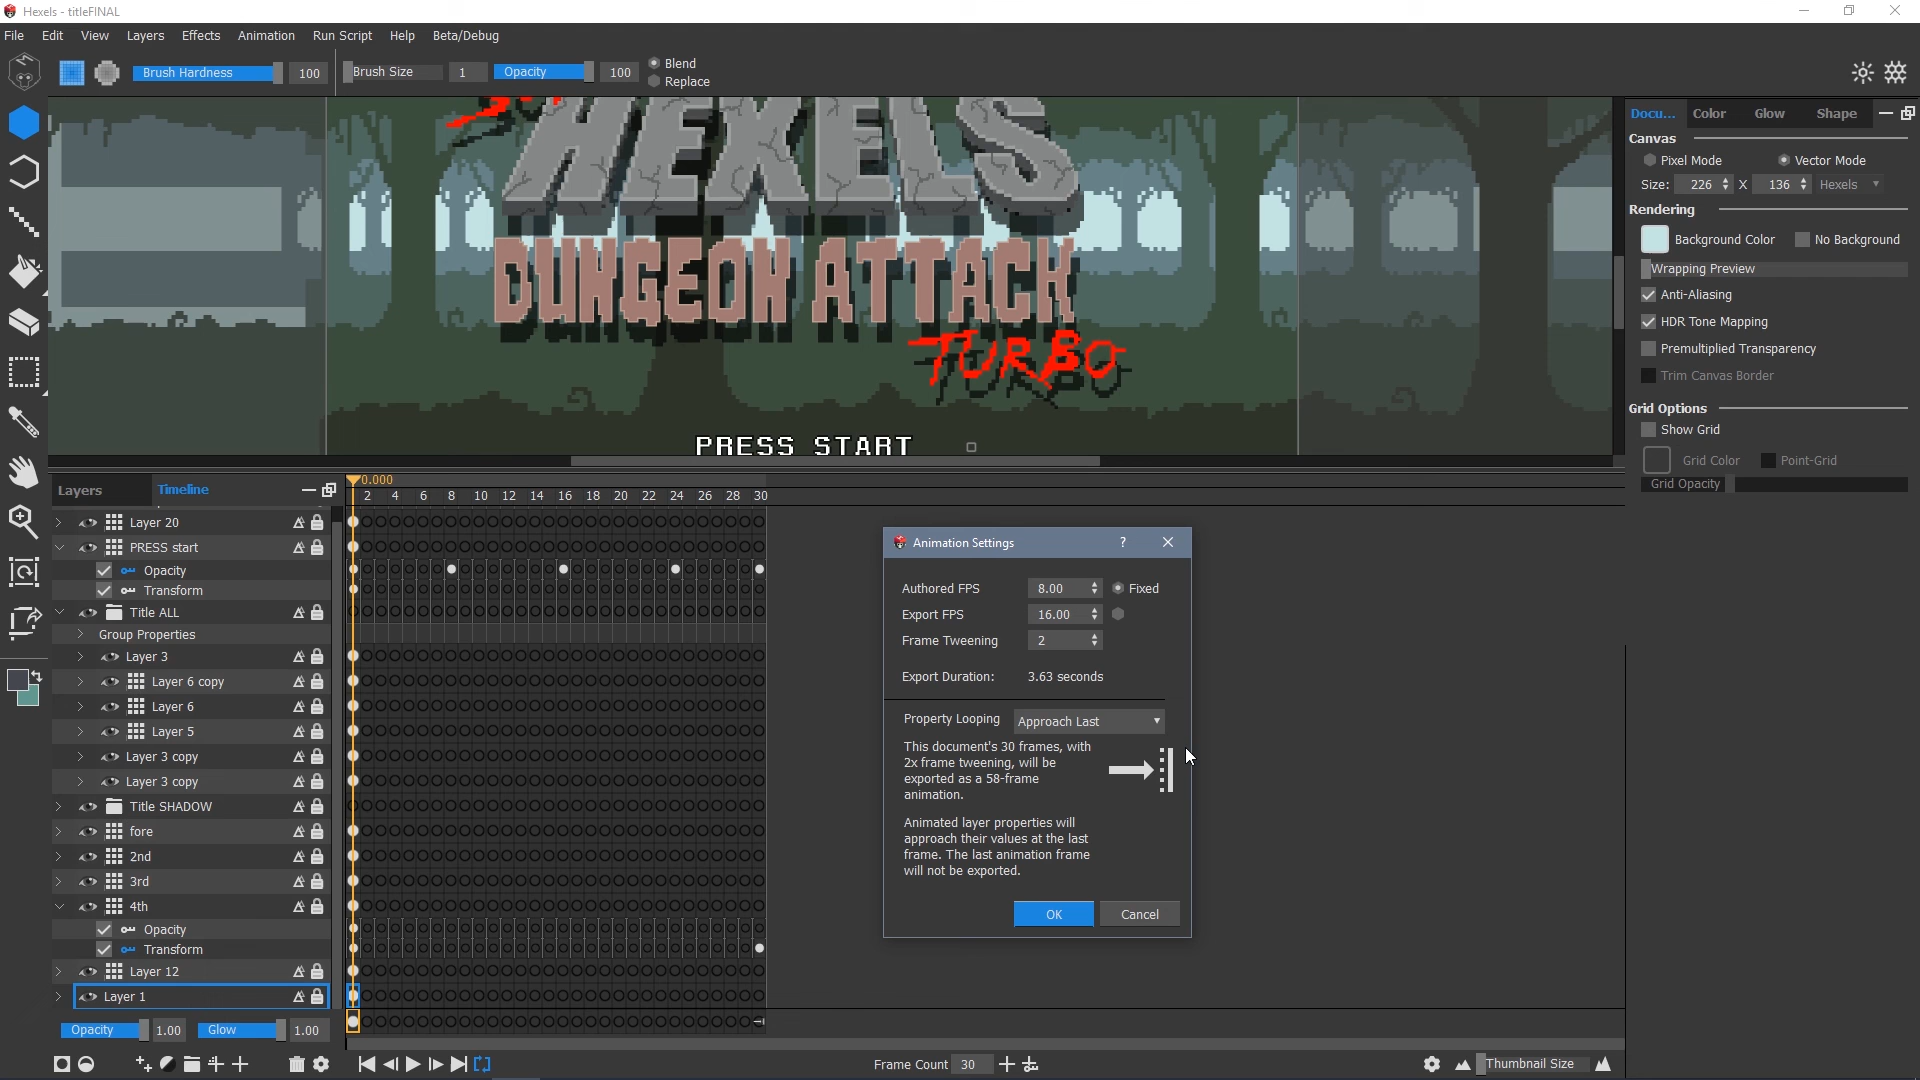 Hexels - titleFINAL
File Edit View Layers Effects Animation Run Script Help Beta/Debug
Brush Hardness 100 Brush Size 1 Opacity 100 Blend
Replace
HEXELS
DUNGEON ATTACK
TURBO
PRESS START
Docu... Color Glow Shape
Canvas
Pixel Mode Vector Mode
Size: 226 X 136 Hexels
Rendering
Background Color No Background
Wrapping Preview
Anti-Aliasing
HDR Tone Mapping
Premultiplied Transparency
Trim Canvas Border
Grid Options
Show Grid
Grid Color Point-Grid
Grid Opacity
Layers Timeline
0.000
2 4 6 8 10 12 14 16 18 20 22 24 26 28 30
Layer 20
PRESS start
Opacity
Transform
Title ALL
Group Properties
Layer 3
Layer 6 copy
Layer 6
Layer 5
Layer 3 copy
Layer 3 copy
Title SHADOW
fore
2nd
3rd
4th
Opacity
Transform
Layer 12
Layer 1
Opacity 1.00 Glow 1.00
Animation Settings ?
Authored FPS 8.00 Fixed
Export FPS 16.00
Frame Tweening 2
Export Duration: 3.63 seconds
Property Looping Approach Last
This document's 30 frames, with
2x frame tweening, will be
exported as a 58-frame
animation.
Animated layer properties will
approach their values at the last
frame. The last animation frame
will not be exported.
OK Cancel
Frame Count 30
Thumbnail Size